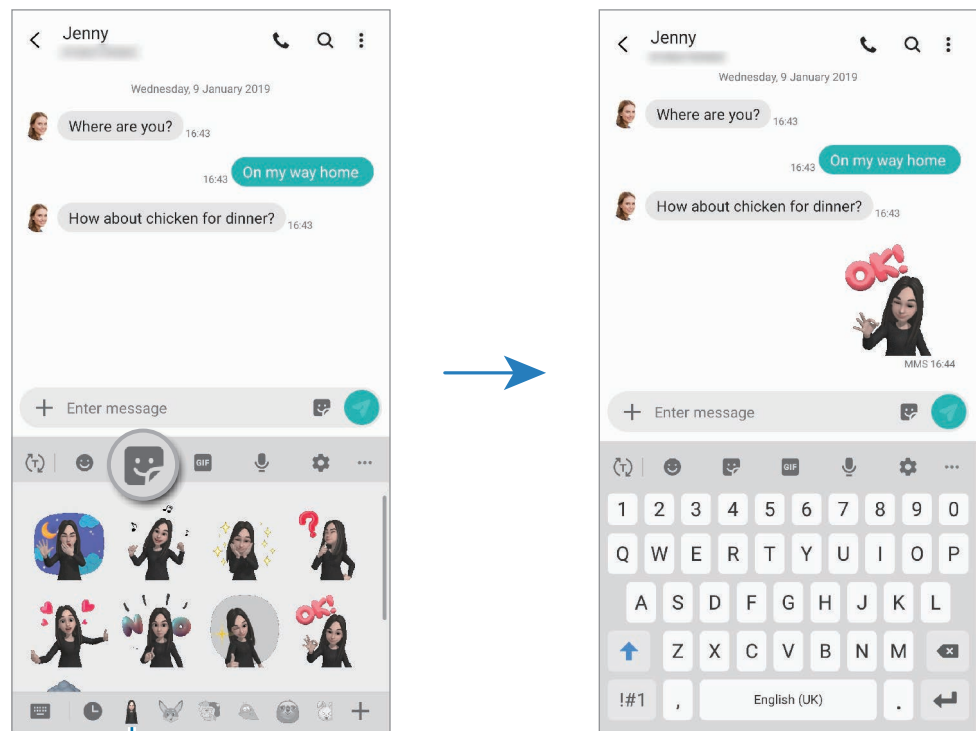 Jenny
Wednesday, 9 January 2019
Where are you?
16:43
16:43
On my way home
How about chicken for dinner?
16:43
Enter message
(T)
GIF
?
NO
OK!
Jenny
Wednesday, 9 January 2019
Where are you?
16:43
16:43
On my way home
How about chicken for dinner?
16:43
OK!
MMS 16:44
Enter message
(T)
GIF
1 2 3 4 5 6 7 8 9 0
Q W E R T Y U I O P
A S D F G H J K L
Z X C V B N M
!#1 , English (UK) .